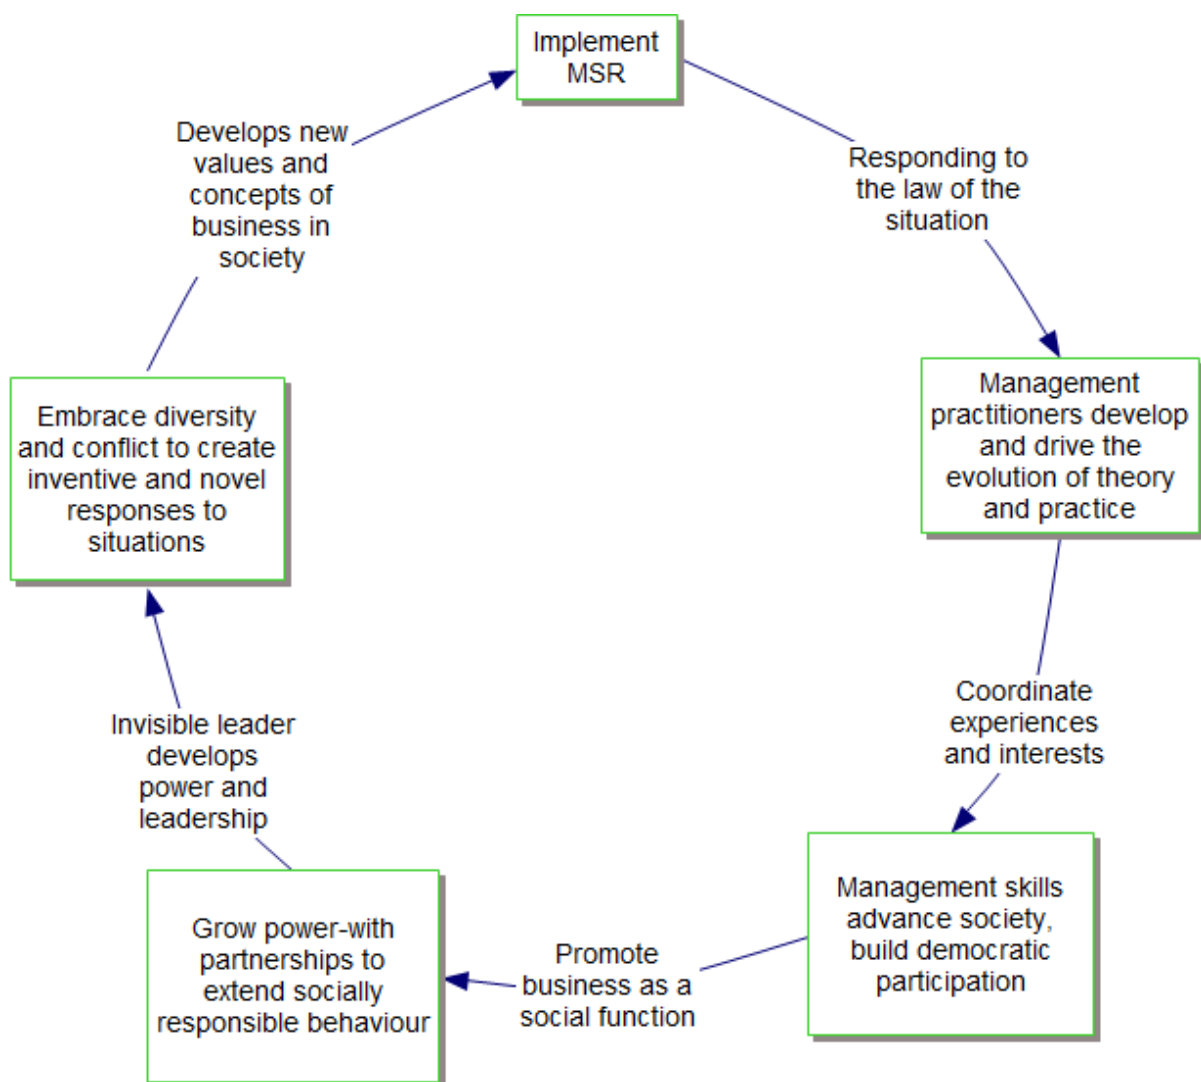 Implement
MSR
Responding to
the law of the
situation
Management
practitioners develop
and drive the
evolution of theory
and practice
Coordinate
experiences
and interests
Management skills
advance society,
build democratic
participation
Promote
business as a
social function
Grow power-with
partnerships to
extend socially
responsible behaviour
Invisible leader
develops
power and
leadership
Embrace diversity
and conflict to create
inventive and novel
responses to
situations
Develops new
values and
concepts of
business in
society